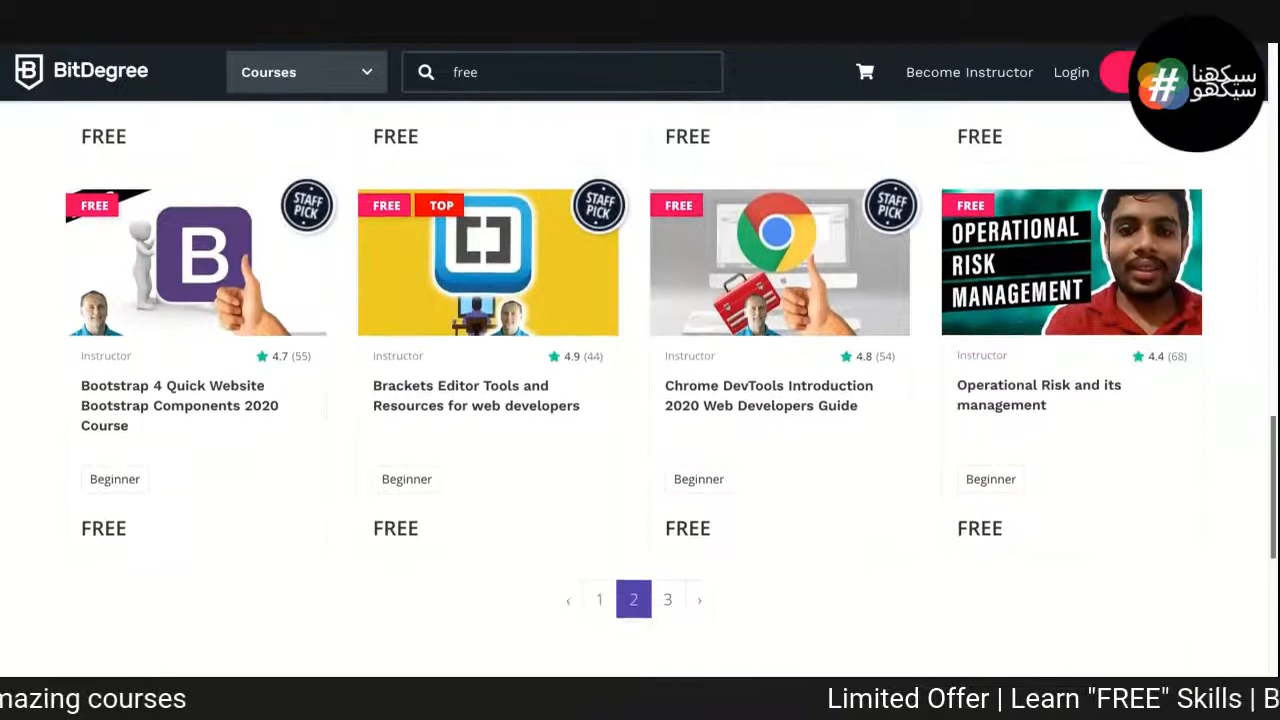 BitDegree
Courses
free
Become Instructor
Login
#
سیکھنا
سیکھو
FREE
FREE
FREE
FREE
FREE
B
STAFF
PICK
FREE
TOP
STAFF
PICK
FREE
STAFF
PICK
FREE
OPERATIONAL
RISK
MANAGEMENT
Instructor
4.7 (55)
Instructor
4.9 (44)
Instructor
4.8 (54)
Instructor
4.4 (68)
Bootstrap 4 Quick Website
Bootstrap Components 2020
Course
Brackets Editor Tools and
Resources for web developers
Chrome DevTools Introduction
2020 Web Developers Guide
Operational Risk and its
management
Beginner
Beginner
Beginner
Beginner
FREE
FREE
FREE
FREE
‹ 1 2 3 ›
mazing courses
Limited Offer | Learn "FREE" Skills | B